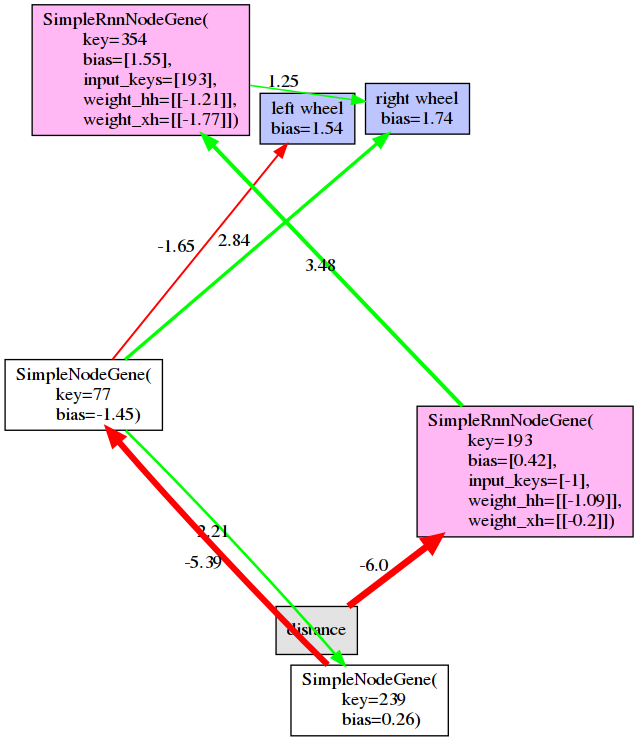 SimpleRnnNodeGene(
key=354
bias=[1.55],
input_keys=[193],
weight_hh=[[-1.21]],
weight_xh=[[-1.77]])
1.25
left wheel
bias=1.54
right wheel
bias=1.74
-1.65
2.84
3.48
SimpleNodeGene(
key=77
bias=-1.45)
SimpleRnnNodeGene(
key=193
bias=[0.42],
input_keys=[-1],
weight_hh=[[-1.09]],
weight_xh=[[-0.2]])
2.21
-5.39
-6.0
distance
SimpleNodeGene(
key=239
bias=0.26)